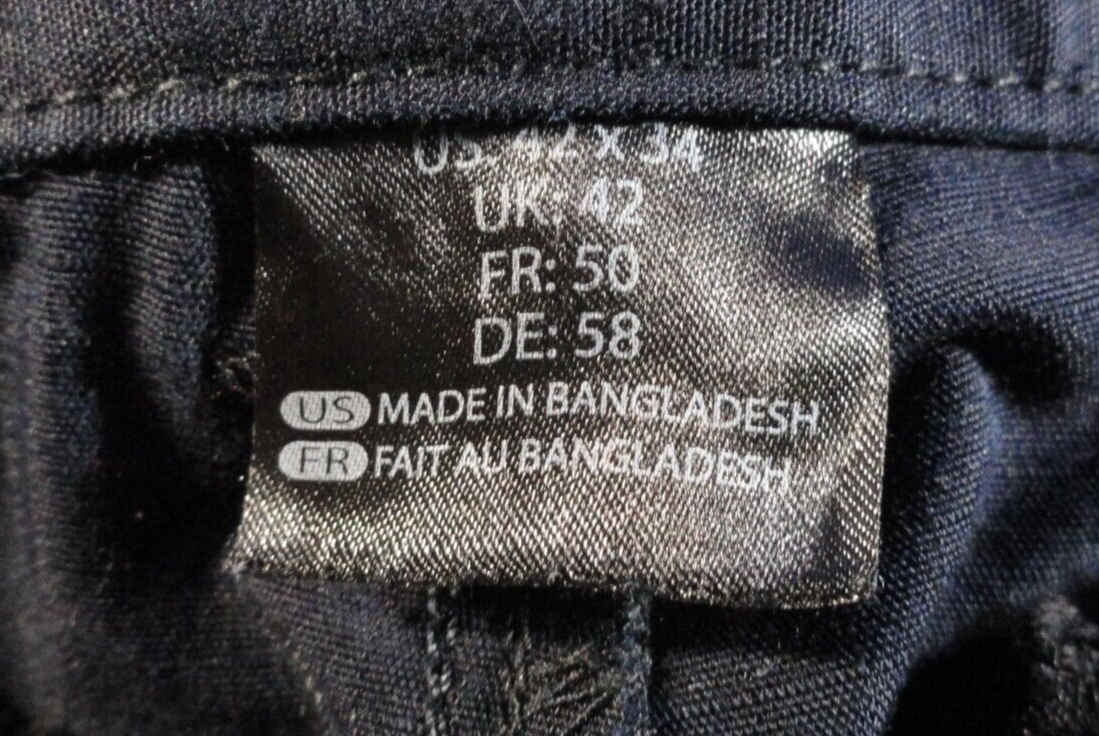 US: 42 X 34
UK: 42
FR: 50
DE: 58
US MADE IN BANGLADESH
FR FAIT AU BANGLADESH